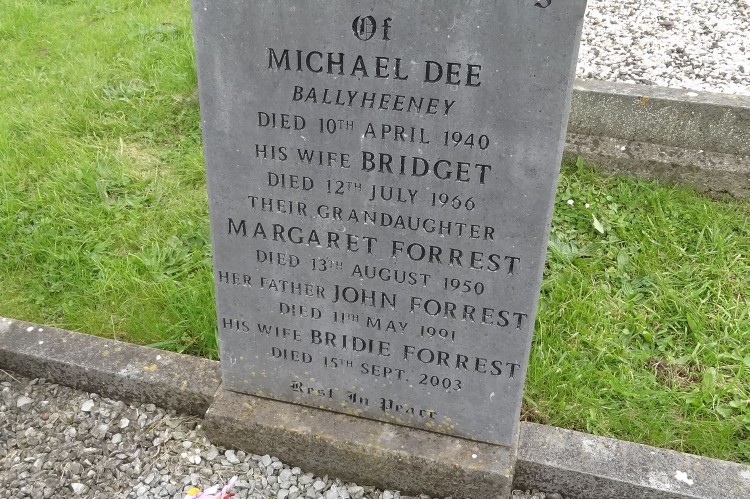 Of
MICHAEL DEE
BALLYHEENEY
DIED 10TH APRIL 1940
HIS WIFE BRIDGET
DIED 12TH JULY 1966
THEIR GRANDAUGHTER
MARGARET FORREST
DIED 13TH AUGUST 1950
HER FATHER JOHN FORREST
DIED 11TH MAY 1991
HIS WIFE BRIDIE FORREST
DIED 15TH SEPT. 2003
Rest In Peace